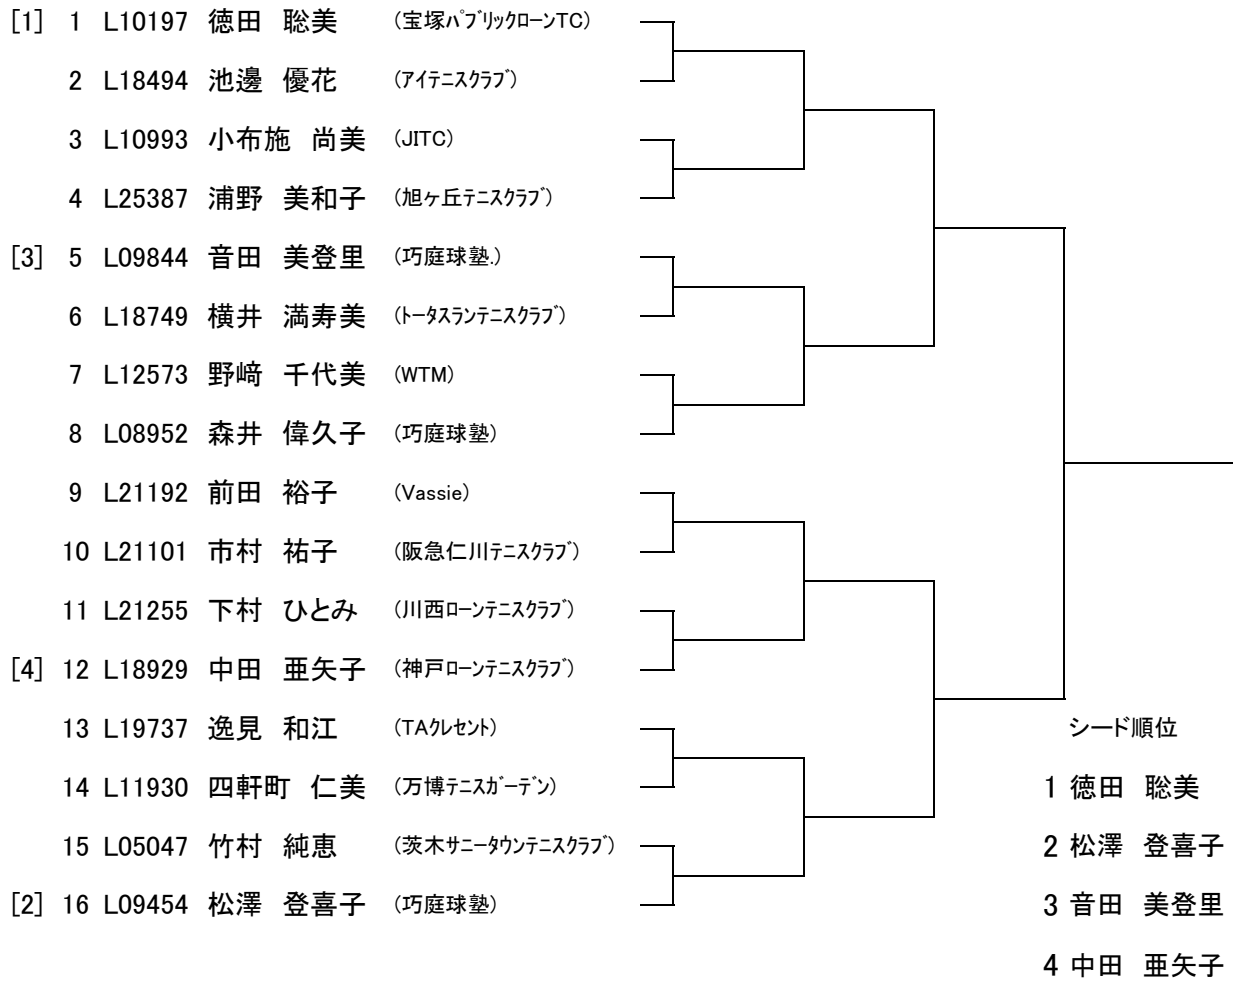 [1] 1 L10197 徳田 聡美 (宝塚ﾊﾟﾌﾞﾘｯｸﾛｰﾝTC)
2 L18494 池邊 優花 (ｱｲﾃﾆｽｸﾗﾌﾞ)
3 L10993 小布施 尚美 (JITC)
4 L25387 浦野 美和子 (旭ヶ丘ﾃﾆｽｸﾗﾌﾞ)
[3] 5 L09844 音田 美登里 (巧庭球塾.)
6 L18749 横井 満寿美 (ﾄｰﾀｽﾗﾝﾃﾆｽｸﾗﾌﾞ)
7 L12573 野﨑 千代美 (WTM)
8 L08952 森井 偉久子 (巧庭球塾)
9 L21192 前田 裕子 (Vassie)
10 L21101 市村 祐子 (阪急仁川ﾃﾆｽｸﾗﾌﾞ)
11 L21255 下村 ひとみ (川西ﾛｰﾝﾃﾆｽｸﾗﾌﾞ)
[4] 12 L18929 中田 亜矢子 (神戸ﾛｰﾝﾃﾆｽｸﾗﾌﾞ)
13 L19737 逸見 和江 (TAｸﾚｾﾝﾄ)
14 L11930 四軒町 仁美 (万博ﾃﾆｽｶﾞｰﾃﾞﾝ)
15 L05047 竹村 純恵 (茨木ｻﾆｰﾀｳﾝﾃﾆｽｸﾗﾌﾞ)
[2] 16 L09454 松澤 登喜子 (巧庭球塾)
シード順位
1 徳田 聡美
2 松澤 登喜子
3 音田 美登里
4 中田 亜矢子